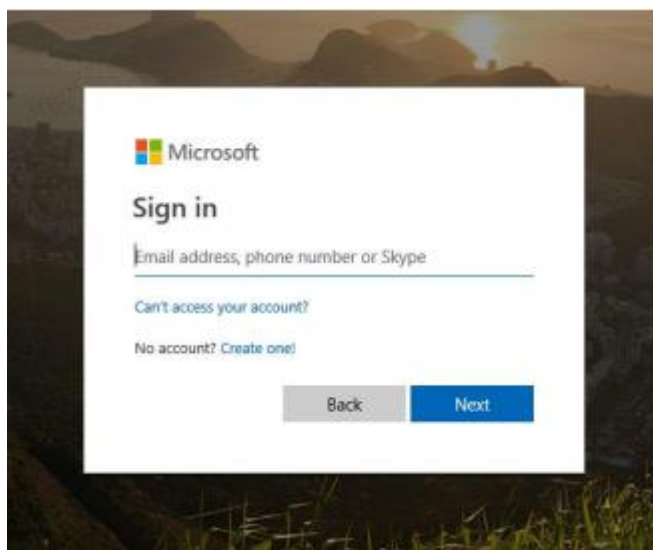 Microsoft
Sign in
Email address, phone number or Skype
Can't access your account?
No account? Create one!
Back Next